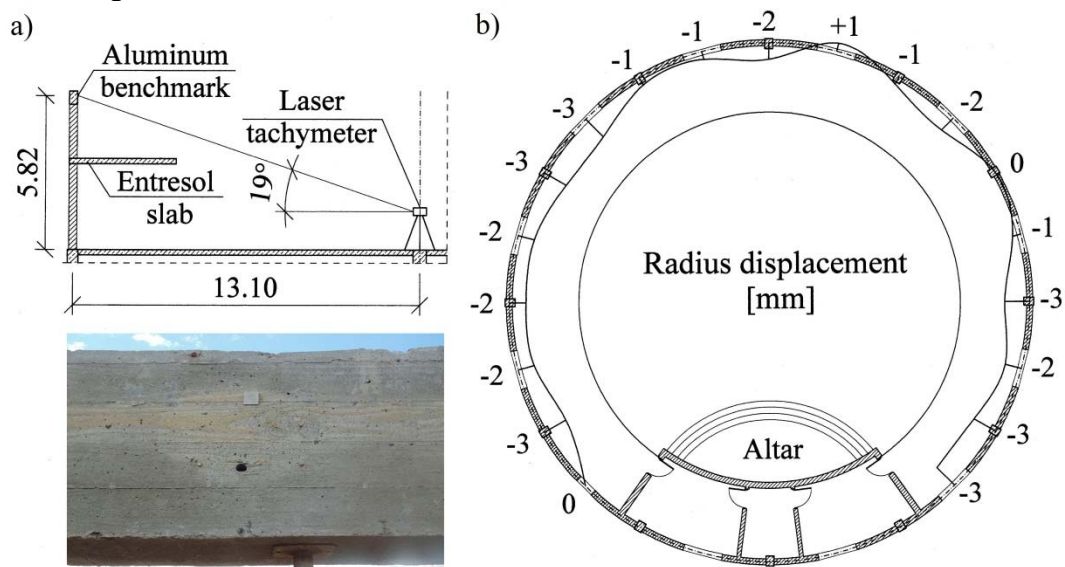 a)
Aluminum
benchmark
Laser
tachymeter
5.82
19°
Entresol
slab
13.10
b)
-2
-1
+1
-1
-1
-3
-2
-3
0
-2
-1
Radius displacement
[mm]
-2
-3
-2
-2
-3
-3
Altar
0
-3